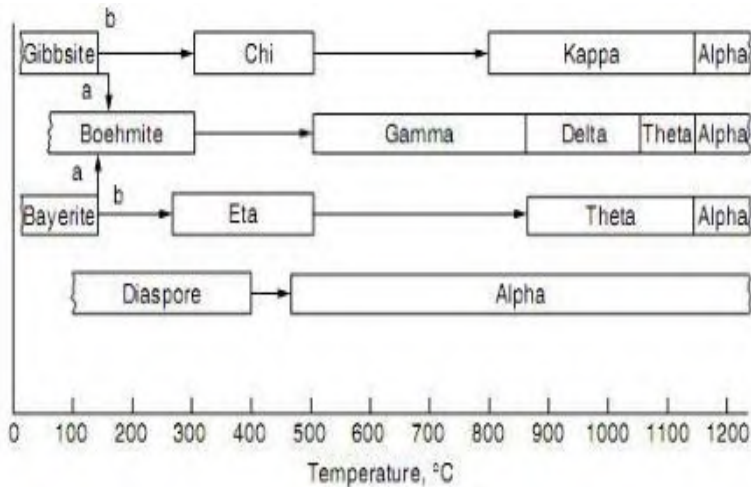 b
Gibbsite Chi Kappa Alpha
a
Boehmite Gamma Delta Theta Alpha
a
b
Bayerite Eta Theta Alpha
Diaspore Alpha
0 100 200 300 400 500 600 700 800 900 1000 1100 1200
Temperature, °C